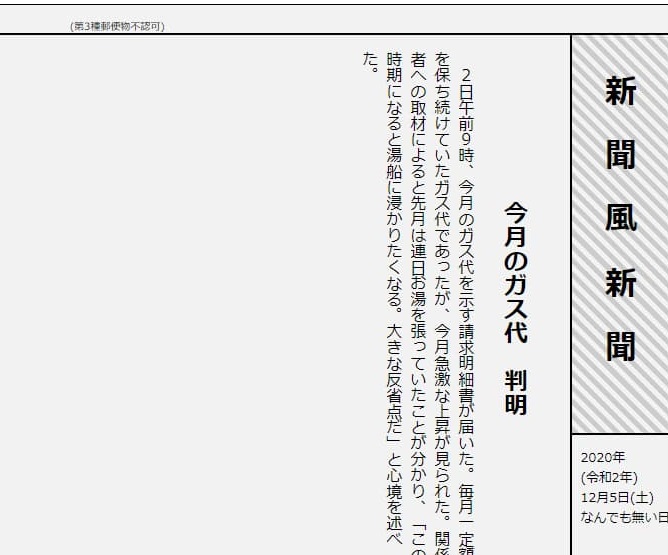 (第3種郵便物不認可)
新聞風新聞
2020年
(令和2年)
12月5日(土)
なんでも無い日
今月のガス代　判明
２日午前９時、今月のガス代を示す請求明細書が届いた。毎月一定額
を保ち続けていたガス代であったが、今月急激な上昇が見られた。関係
者への取材によると先月は連日お湯を張っていたことが分かり、「この
時期になると湯船に浸かりたくなる。大きな反省点だ」と心境を述べ
た。